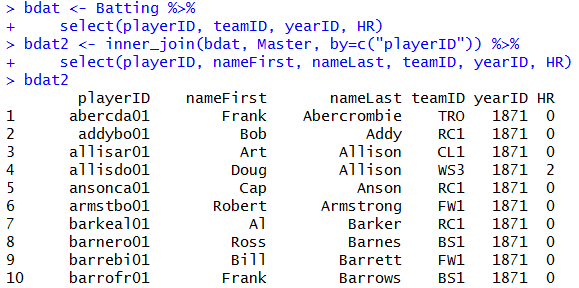 > bdat <- Batting %>%
+    select(playerID, teamID, yearID, HR)
> bdat2 <- inner_join(bdat, Master, by=c("playerID")) %>%
+    select(playerID, nameFirst, nameLast, teamID, yearID, HR)
> bdat2
playerID nameFirst nameLast teamID yearID HR
1 abercda01 Frank Abercrombie TRO 1871 0
2 addybo01 Bob Addy RC1 1871 0
3 allisar01 Art Allison CL1 1871 0
4 allisdo01 Doug Allison WS3 1871 2
5 ansonca01 Cap Anson RC1 1871 0
6 armstbo01 Robert Armstrong FW1 1871 0
7 barkeal01 Al Barker RC1 1871 0
8 barnero01 Ross Barnes BS1 1871 0
9 barrebi01 Bill Barrett FW1 1871 0
10 barrofr01 Frank Barrows BS1 1871 0